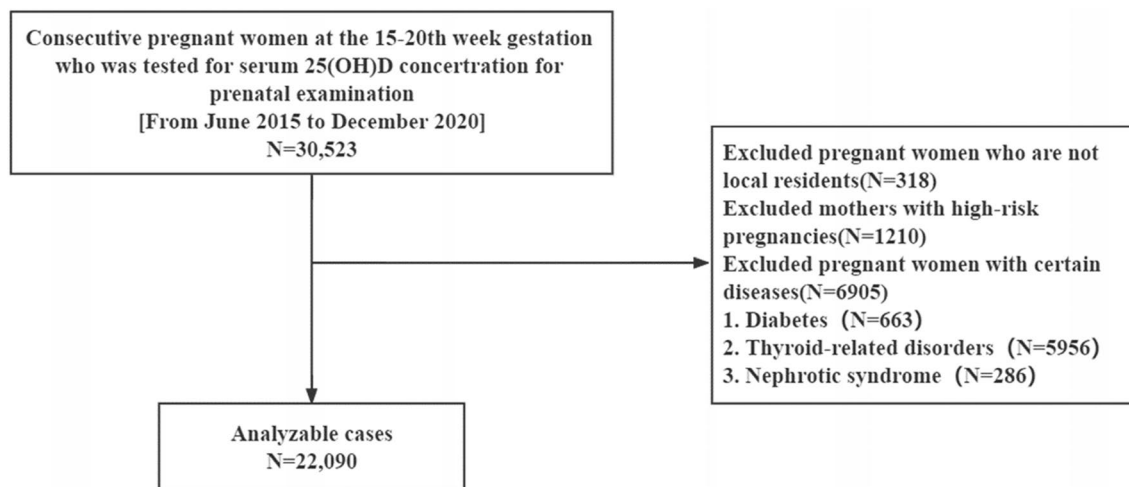 Consecutive pregnant women at the 15-20th week gestation
who was tested for serum 25(OH)D concertration for
prenatal examination
[From June 2015 to December 2020]
N=30,523
Excluded pregnant women who are not
local residents(N=318)
Excluded mothers with high-risk
pregnancies(N=1210)
Excluded pregnant women with certain
diseases(N=6905)
1. Diabetes（N=663)
2. Thyroid-related disorders（N=5956)
3. Nephrotic syndrome（N=286)
Analyzable cases
N=22,090